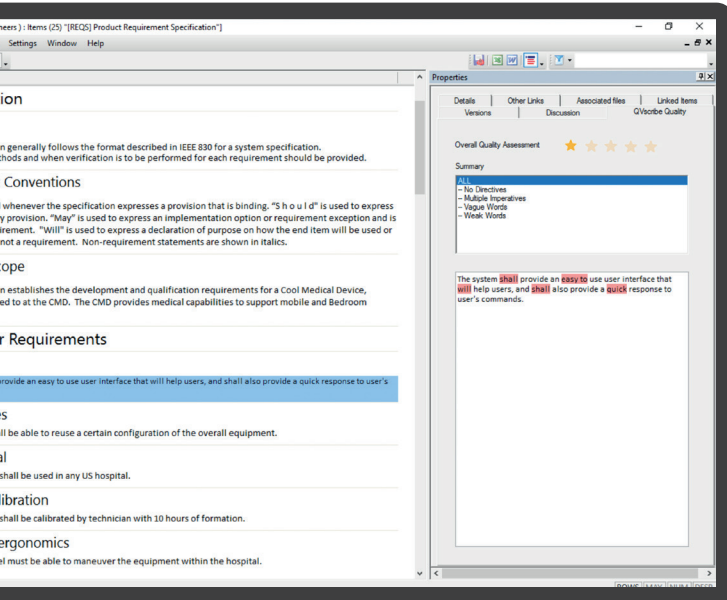 neers ) : Items (25) "[REQS] Product Requirement Specification"]
Settings Window Help
ion
n generally follows the format described in IEEE 830 for a system specification.
thods and when verification is to be performed for each requirement should be provided.
Conventions
whenever the specification expresses a provision that is binding. "S h o u l d" is used to express
y provision. "May" is used to express an implementation option or requirement exception and is
irement. "Will" is used to express a declaration of purpose on how the end item will be used or
not a requirement. Non-requirement statements are shown in italics.
ope
n establishes the development and qualification requirements for a Cool Medical Device,
ed to at the CMD. The CMD provides medical capabilities to support mobile and Bedroom
r Requirements
provide an easy to use user interface that will help users, and shall also provide a quick response to user's
es
ll be able to reuse a certain configuration of the overall equipment.
al
shall be used in any US hospital.
libration
shall be calibrated by technician with 10 hours of formation.
ergonomics
el must be able to maneuver the equipment within the hospital.
Properties
Details Other Links Associated files Linked Items
Versions Discussion QVscribe Quality
Overall Quality Assessment
Summary
ALL
– No Directives
– Multiple Imperatives
– Vague Words
– Weak Words
The system shall provide an easy to use user interface that
will help users, and shall also provide a quick response to
user's commands.